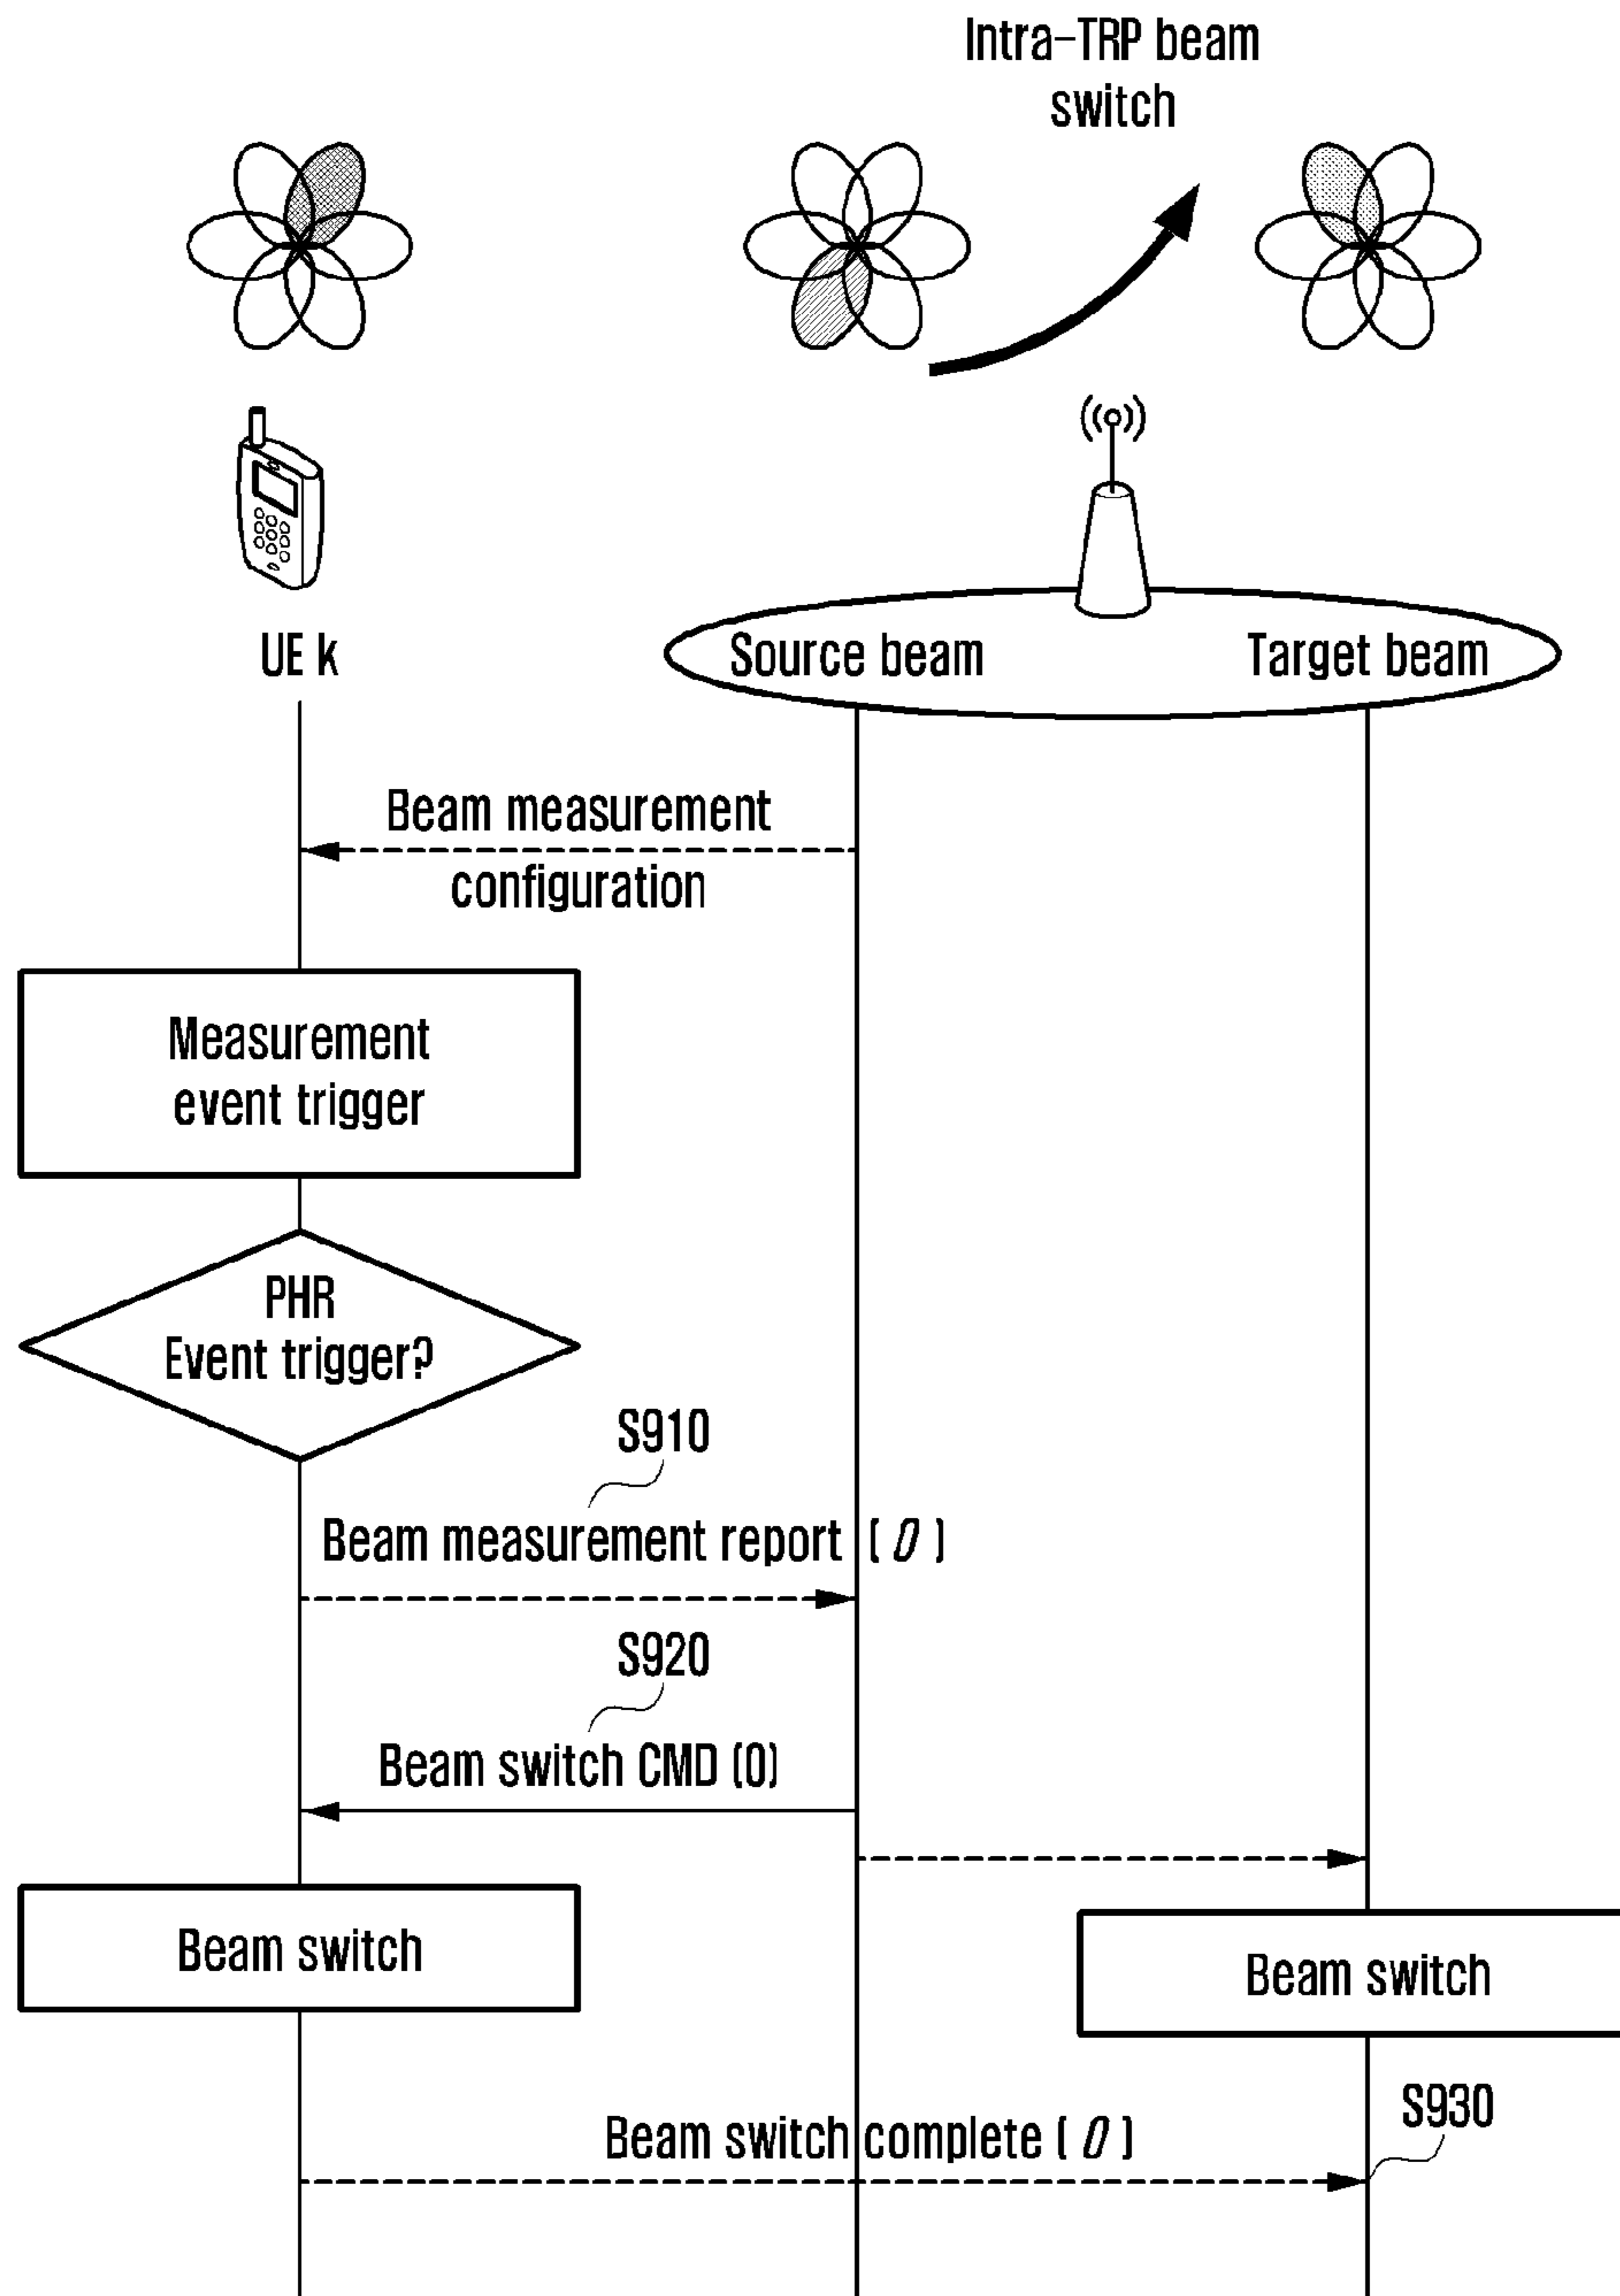 Intra-TRP beam
switch
UE k
Source beam
Target beam
Beam measurement
configuration
Measurement
event trigger
PHR
Event trigger?
S910
Beam measurement report ( 0 )
S920
Beam switch CMD (0)
Beam switch
Beam switch
S930
Beam switch complete ( 0 )